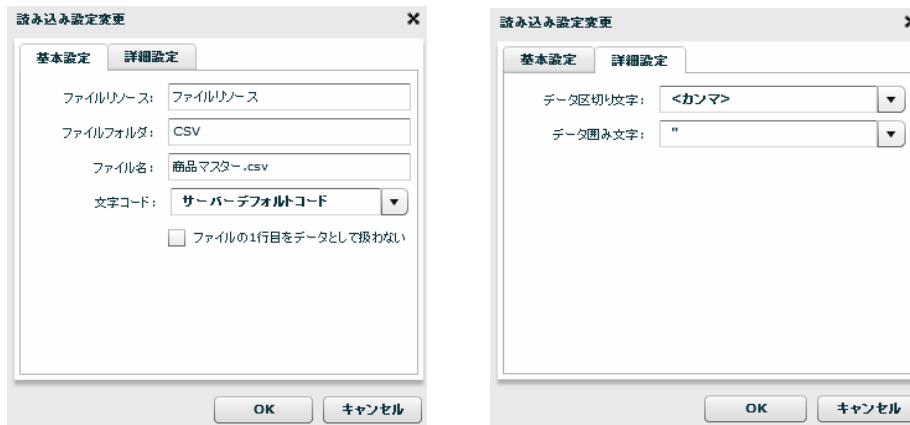 読み込み設定変更
基本設定 詳細設定
ファイルリソース: ファイルリソース
ファイルフォルダ: CSV
ファイル名: 商品マスター.csv
文字コード: サーバーデフォルトコード
ファイルの1行目をデータとして扱わない
OK キャンセル
読み込み設定変更
基本設定 詳細設定
データ区切り文字: <カンマ>
データ囲み文字: "
OK キャンセル